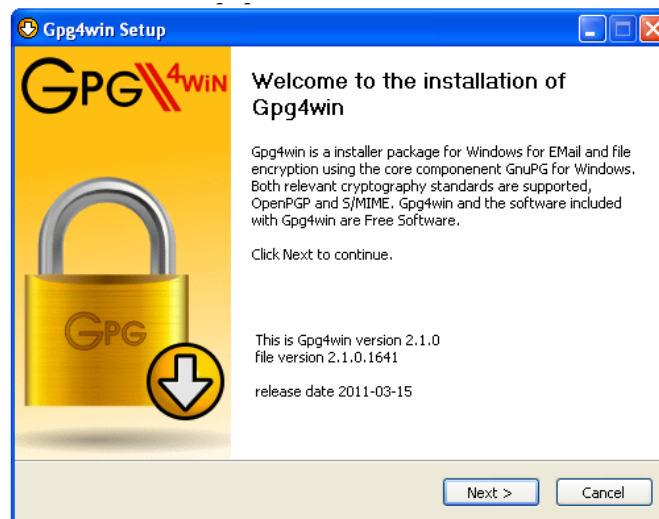 Gpg4win Setup
GPG4WIN
Welcome to the installation of
Gpg4win
Gpg4win is a installer package for Windows for EMail and file
encryption using the core componenent GnuPG for Windows.
Both relevant cryptography standards are supported,
OpenPGP and S/MIME. Gpg4win and the software included
with Gpg4win are Free Software.
Click Next to continue.
GPG
This is Gpg4win version 2.1.0
file version 2.1.0.1641
release date 2011-03-15
Next >
Cancel